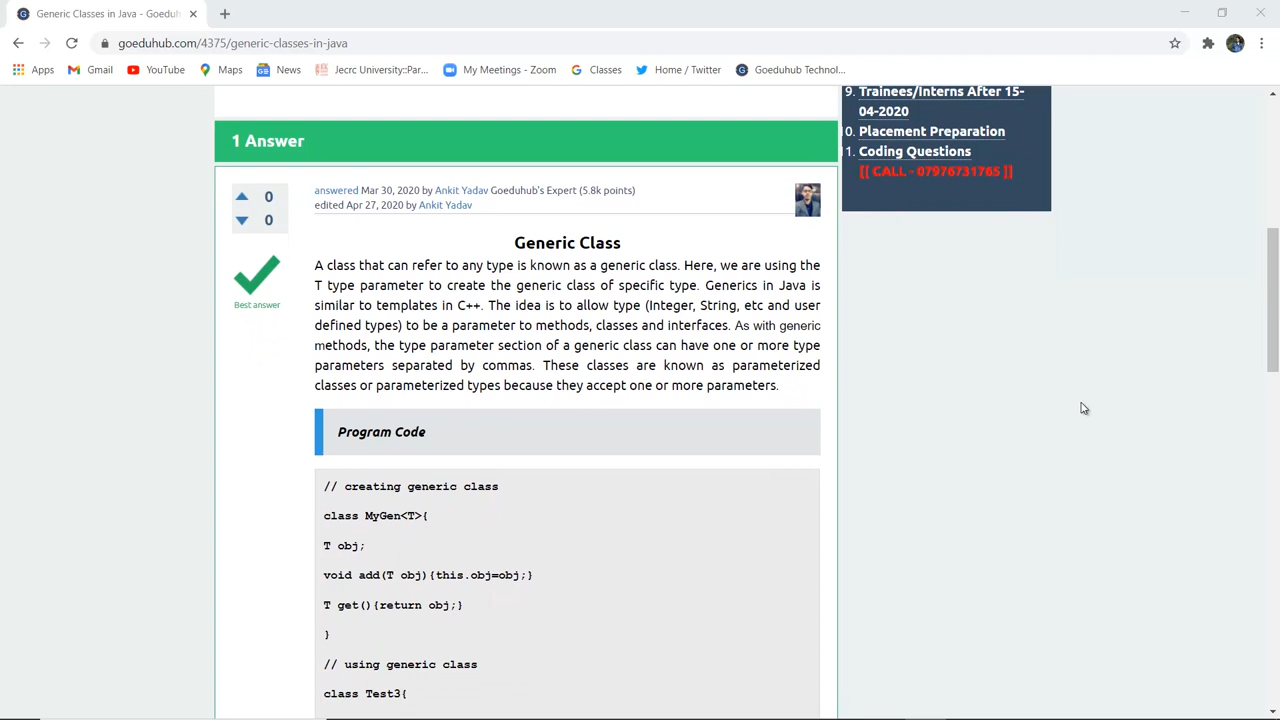 Generic Classes in Java - Goeduh
goeduhub.com/4375/generic-classes-in-java
Apps
Gmail
YouTube
Maps
News
Jecrc University::Par...
My Meetings - Zoom
Classes
Home / Twitter
Goeduhub Technol...
9. Trainees/Interns After 15-
04-2020
10. Placement Preparation
11. Coding Questions
[[ CALL - 07976731765 ]]
1 Answer
0
0
Best answer
answered Mar 30, 2020 by Ankit Yadav Goeduhub's Expert (5.8k points)
edited Apr 27, 2020 by Ankit Yadav
Generic Class
A class that can refer to any type is known as a generic class. Here, we are using the
T type parameter to create the generic class of specific type. Generics in Java is
similar to templates in C++. The idea is to allow type (Integer, String, etc and user
defined types) to be a parameter to methods, classes and interfaces. As with generic
methods, the type parameter section of a generic class can have one or more type
parameters separated by commas. These classes are known as parameterized
classes or parameterized types because they accept one or more parameters.
Program Code
// creating generic class
class MyGen<T>{
T obj;
void add(T obj){this.obj=obj;}
T get(){return obj;}
}
// using generic class
class Test3{